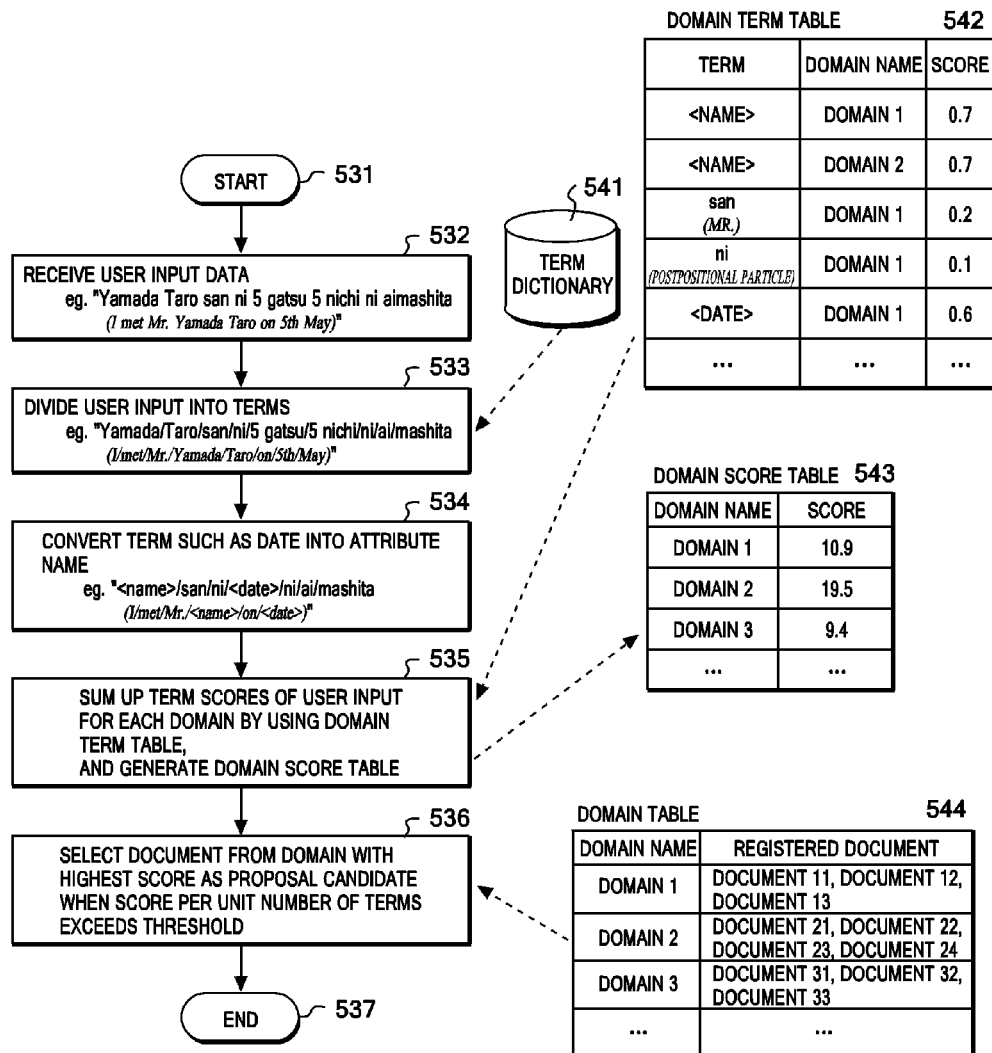 START
531
532
RECEIVE USER INPUT DATA
eg. "Yamada Taro san ni 5 gatsu 5 nichi ni aimashita
(I met Mr. Yamada Taro on 5th May)"
533
DIVIDE USER INPUT INTO TERMS
eg. "Yamada/Taro/san/ni/5 gatsu/5 nichi/ni/ai/mashita
(I/met/Mr./Yamada/Taro/on/5th/May)"
534
CONVERT TERM SUCH AS DATE INTO ATTRIBUTE
NAME
eg. "<name>/san/ni/<date>/ni/ai/mashita
(I/met/Mr./<name>/on/<date>)"
535
SUM UP TERM SCORES OF USER INPUT
FOR EACH DOMAIN BY USING DOMAIN
TERM TABLE,
AND GENERATE DOMAIN SCORE TABLE
536
SELECT DOCUMENT FROM DOMAIN WITH
HIGHEST SCORE AS PROPOSAL CANDIDATE
WHEN SCORE PER UNIT NUMBER OF TERMS
EXCEEDS THRESHOLD
END
537
541
TERM
DICTIONARY
DOMAIN TERM TABLE 542
TERM DOMAIN NAME SCORE
<NAME> DOMAIN 1 0.7
<NAME> DOMAIN 2 0.7
san
(MR.) DOMAIN 1 0.2
ni
(POSTPOSITIONAL PARTICLE) DOMAIN 1 0.1
<DATE> DOMAIN 1 0.6
... ... ...
DOMAIN SCORE TABLE 543
DOMAIN NAME SCORE
DOMAIN 1 10.9
DOMAIN 2 19.5
DOMAIN 3 9.4
... ...
DOMAIN TABLE 544
DOMAIN NAME REGISTERED DOCUMENT
DOMAIN 1 DOCUMENT 11, DOCUMENT 12,
DOCUMENT 13
DOMAIN 2 DOCUMENT 21, DOCUMENT 22,
DOCUMENT 23, DOCUMENT 24
DOMAIN 3 DOCUMENT 31, DOCUMENT 32,
DOCUMENT 33
... ...